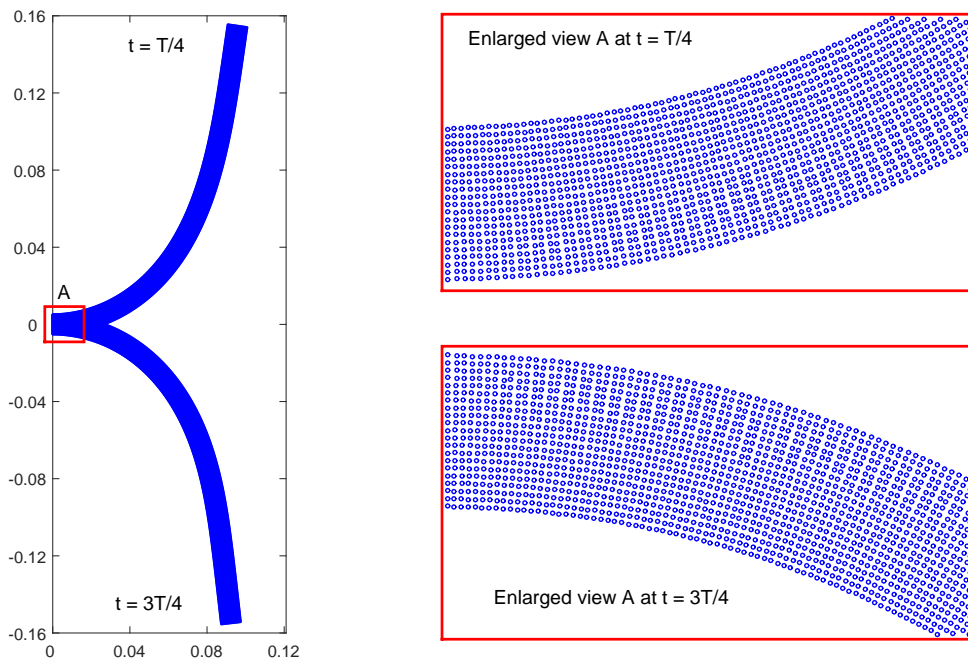 0.16
t = T/4
0.12
0.08
0.04
A
0
-0.04
-0.08
-0.12
t = 3T/4
-0.16
0 0.04 0.08 0.12
Enlarged view A at t = T/4
Enlarged view A at t = 3T/4